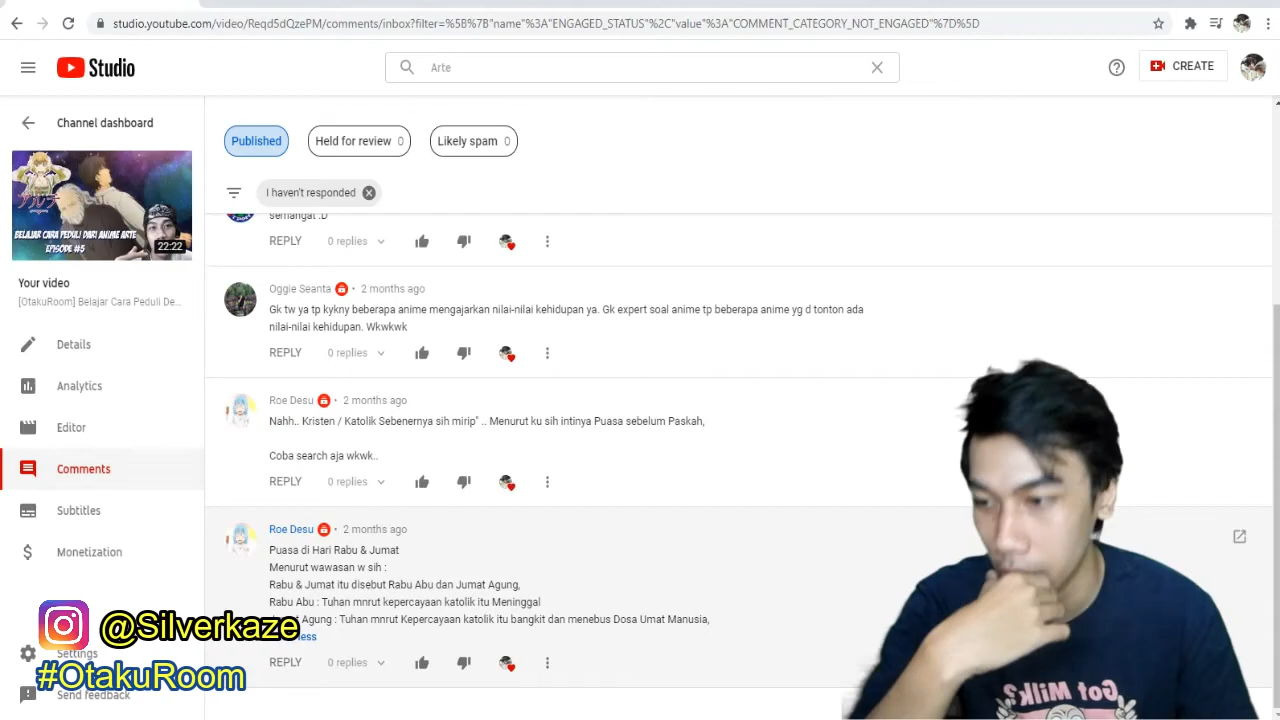 studio.youtube.com/video/Reqd5dQzePM/comments/inbox?filter=%5B%7B"name"%3A"ENGAGED_STATUS"%2C"value"%3A"COMMENT_CATEGORY_NOT_ENGAGED"%7D%5D
Studio
Arte
CREATE
Channel dashboard
アルテ
BELAJAR CARA PEDULI DARI ANIME ARTE
EPISODE #5
22:22
Your video
[OtakuRoom] Belajar Cara Peduli De...
Details
Analytics
Editor
Comments
Subtitles
Monetization
Settings
Send feedback
Published
Held for review 0
Likely spam 0
I haven't responded
semangat :D
REPLY 0 replies
Oggie Seanta • 2 months ago
Gk tw ya tp kykny beberapa anime mengajarkan nilai-nilai kehidupan ya. Gk expert soal anime tp beberapa anime yg d tonton ada
nilai-nilai kehidupan. Wkwkwk
REPLY 0 replies
Roe Desu • 2 months ago
Nahh.. Kristen / Katolik Sebenernya sih mirip" .. Menurut ku sih intinya Puasa sebelum Paskah,
Coba search aja wkwk..
REPLY 0 replies
Roe Desu • 2 months ago
Puasa di Hari Rabu & Jumat
Menurut wawasan w sih :
Rabu & Jumat itu disebut Rabu Abu dan Jumat Agung,
Rabu Abu : Tuhan mnrut kepercayaan katolik itu Meninggal
Agung : Tuhan mnrut Kepercayaan katolik itu bangkit dan menebus Dosa Umat Manusia,
less
REPLY 0 replies
@Silverkaze
#OtakuRoom
Got Milk?